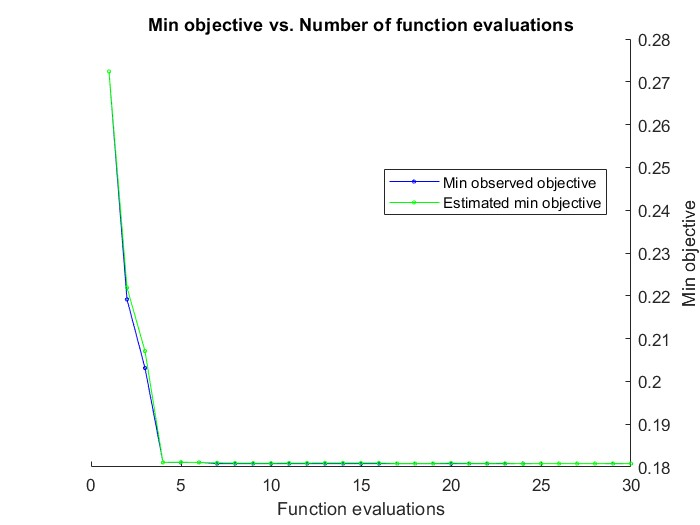 Min objective vs. Number of function evaluations
0.28
0.27
0.26
0.25
0.24
0.23
0.22
0.21
0.2
0.19
0.18
Min objective
Min observed objective
Estimated min objective
0 5 10 15 20 25 30
Function evaluations